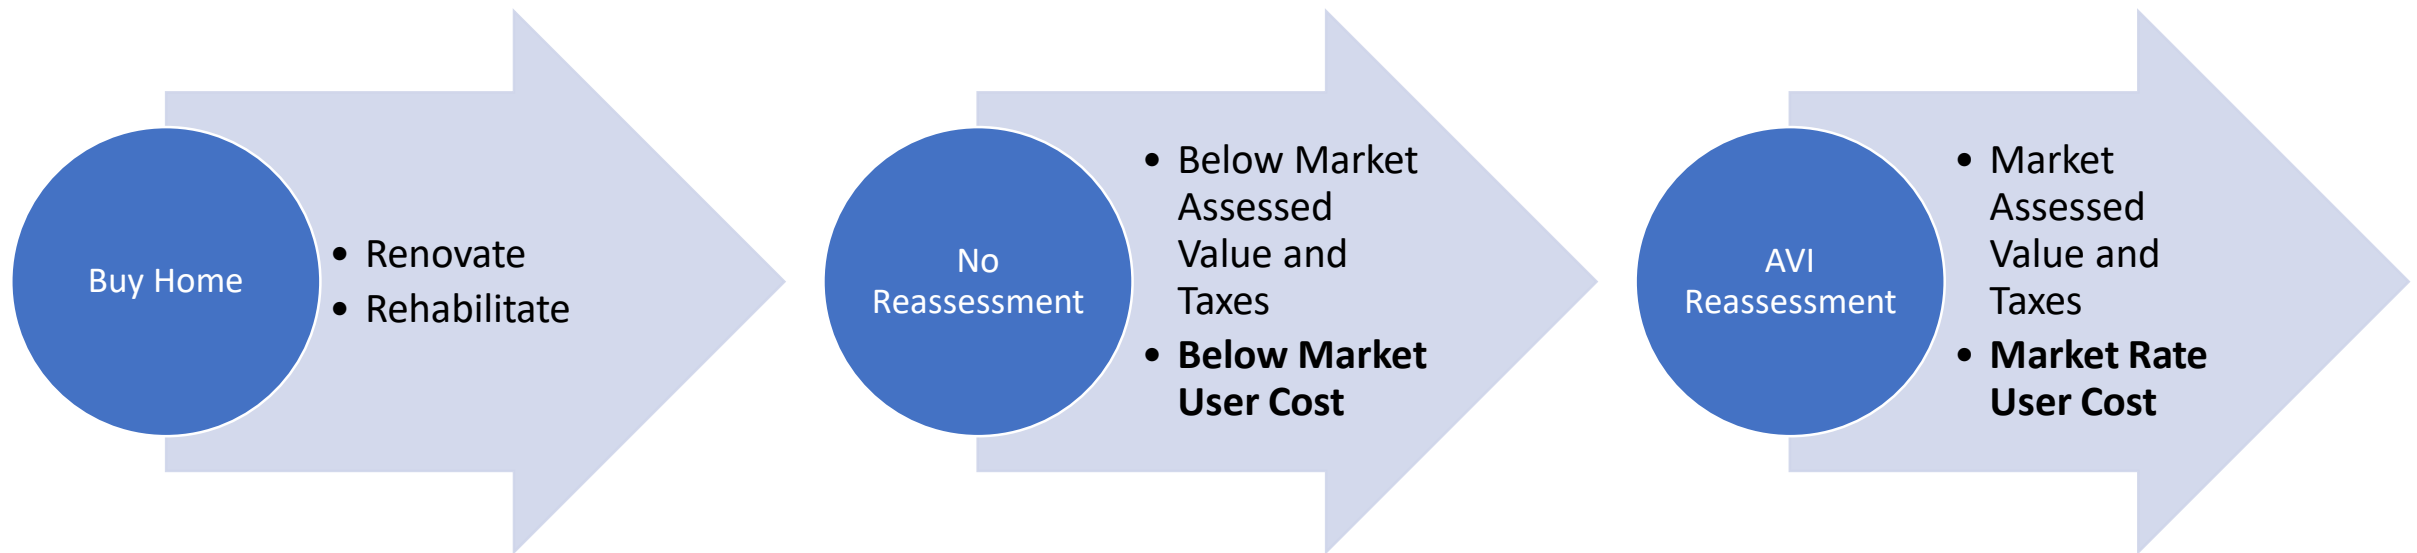 Buy Home
• Renovate
• Rehabilitate
No
Reassessment
• Below Market
Assessed
Value and
Taxes
• Below Market
User Cost
AVI
Reassessment
• Market
Assessed
Value and
Taxes
• Market Rate
User Cost